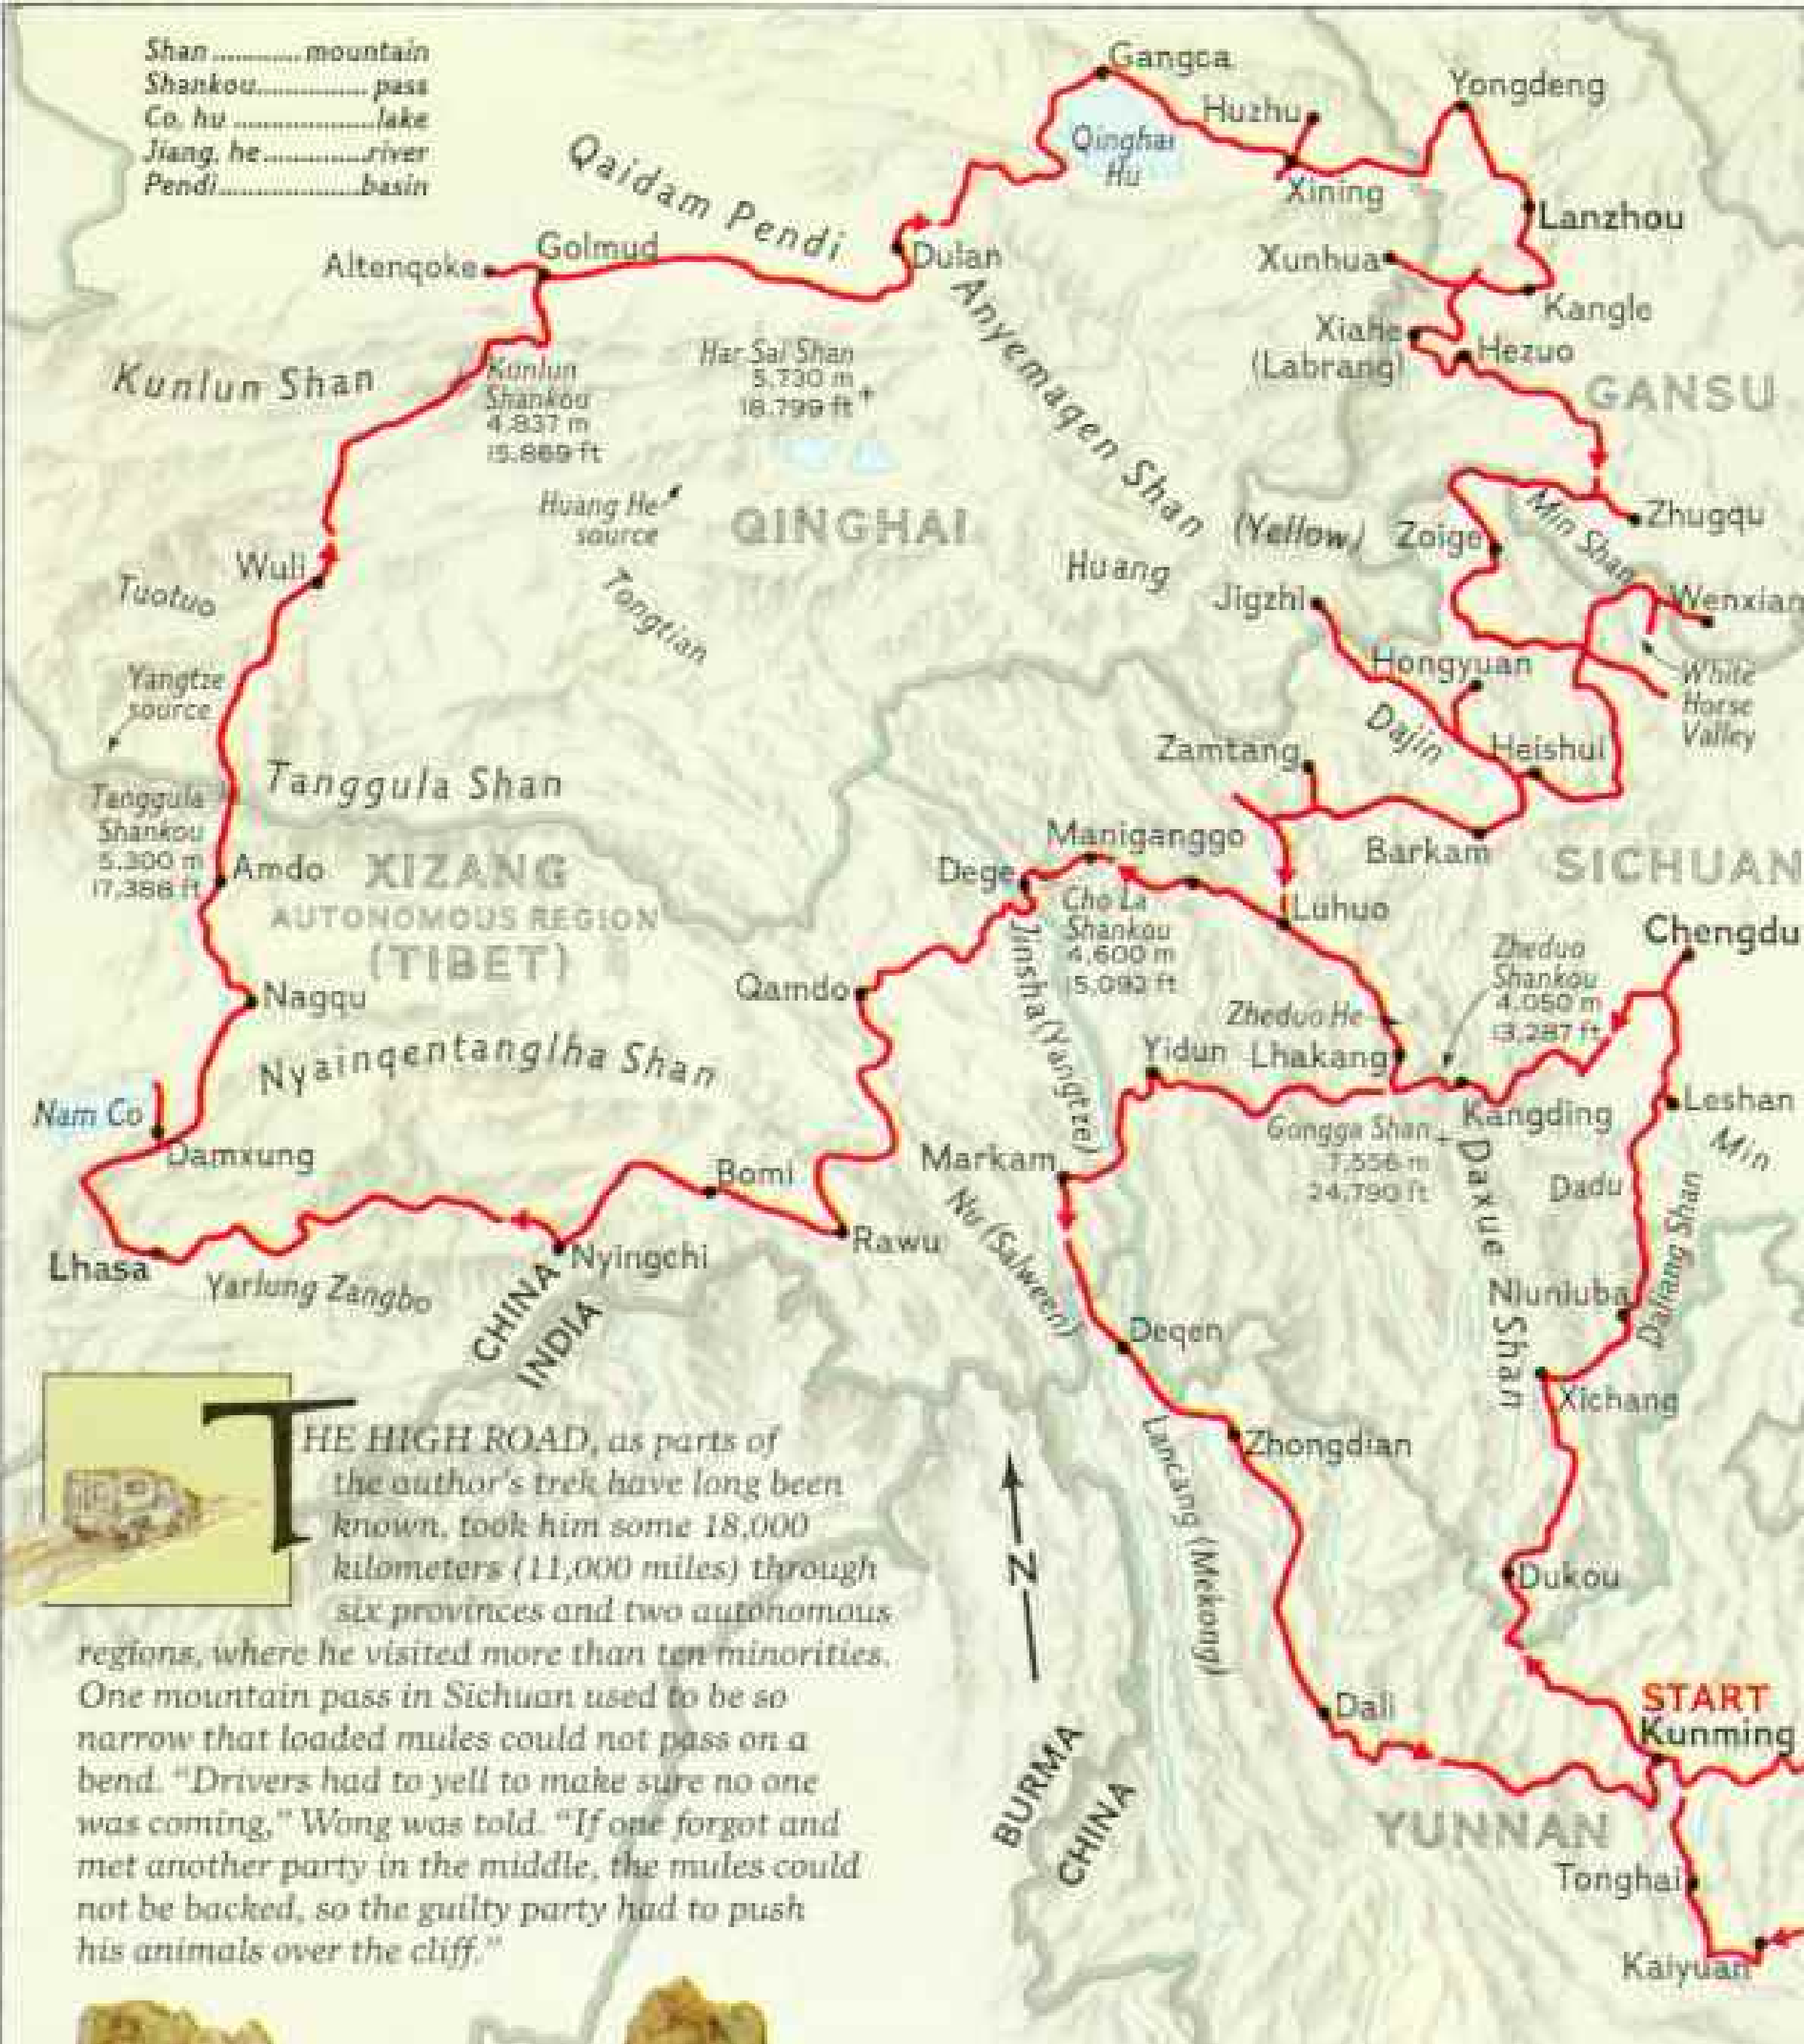 Shan ............ mountain
Shankou ................ pass
Co, hu ..................... lake
Jiang, he ............... river
Pendi ..................... basin
Gangca
Yongdeng
Huzhu
Qinghai
Hu
Xining
Lanzhou
Qaidam Pendi
Golmud
Altenqoke
Dulan
Xunhua
Kangle
Xiahe
(Labrang)
Hezuo
GANSU
Kunlun Shan
Kunlun
Shankou
4,837 m
15,869 ft
Har Sai Shan
5,730 m
18,799 ft
Anyemaqen Shan
Huang He
source
QINGHAI
Huang
(Yellow)
Zoige
Min Shan
Zhugqu
Wuli
Tuotuo
Tongtian
Jigzhi
Wenxian
Hongyuan
White
Horse
Valley
Yangtze
source
Dajin
Heishui
Zamtang
Tanggula Shan
Tanggula
Shankou
5,300 m
17,388 ft
Amdo
XIZANG
AUTONOMOUS REGION
(TIBET)
Maniganggo
Barkam
SICHUAN
Dege
Cho La
Shankou
4,600 m
15,092 ft
Luhuo
Chengdu
Zheduo
Shankou
4,050 m
13,287 ft
Jinsha (Yangtze)
Qamdo
Nagqu
Zheduo He
Yidun
Lhakang
Nyainqentanglha Shan
Nam Co
Damxung
Kangding
Leshan
Min
Gongga Shan
7,556 m
24,790 ft
Daxue Shan
Dadu
Daliang Shan
Markam
Bomi
Rawu
Nu (Salween)
Lhasa
Nyingchi
Yarlung Zangbo
CHINA
INDIA
Niuniuba
Deqen
Xichang
Zhongdian
Lancang (Mekong)
N
Dukou
THE HIGH ROAD, as parts of
the author's trek have long been
known, took him some 18,000
kilometers (11,000 miles) through
six provinces and two autonomous
regions, where he visited more than ten minorities.
One mountain pass in Sichuan used to be so
narrow that loaded mules could not pass on a
bend. “Drivers had to yell to make sure no one
was coming,” Wong was told. “If one forgot and
met another party in the middle, the mules could
not be backed, so the guilty party had to push
his animals over the cliff.”
Dali
START
Kunming
BURMA
CHINA
YUNNAN
Tonghai
Kaiyuan